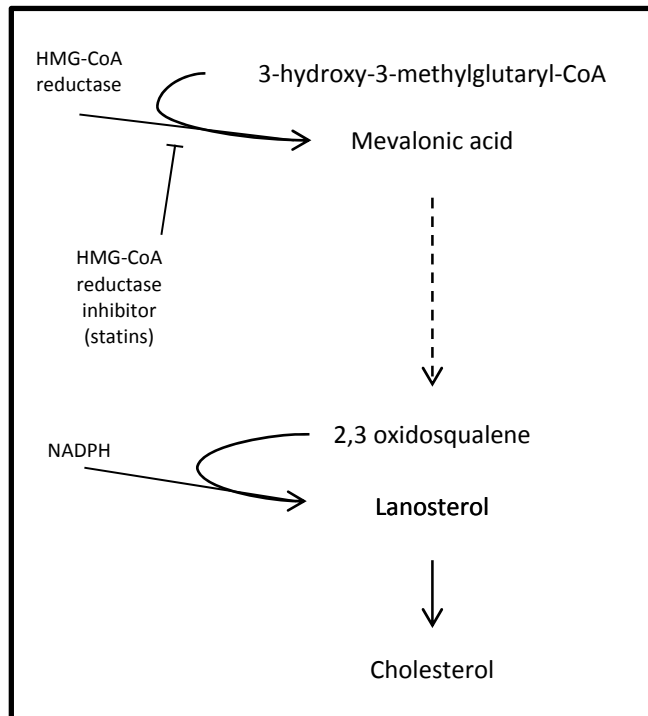 HMG-CoA
reductase
3-hydroxy-3-methylglutaryl-CoA
Mevalonic acid
HMG-CoA
reductase
inhibitor
(statins)
2,3 oxidosqualene
NADPH
Lanosterol
Cholesterol